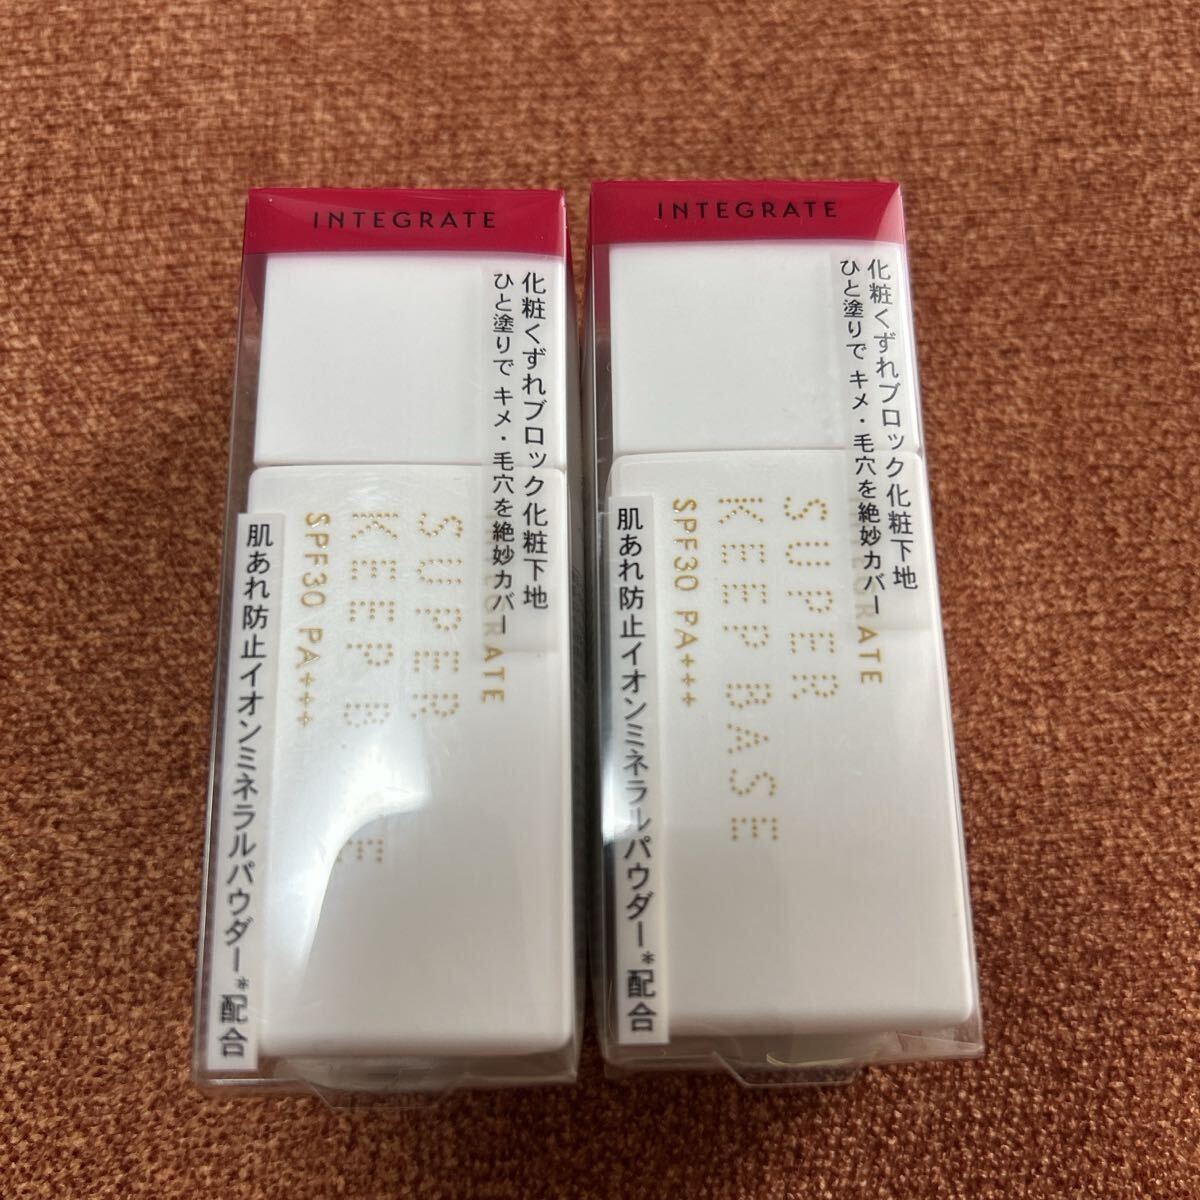 INTEGRATE
化粧くずれブロック化粧下地
ひと塗りで キメ・毛穴を絶妙カバー
INTEGRATE
SUPER
KEEP BASE
SPF30 PA+++
肌あれ防止イオンミネラルパウダー*配合
INTEGRATE
化粧くずれブロック化粧下地
ひと塗りで キメ・毛穴を絶妙カバー
INTEGRATE
SUPER
KEEP BASE
SPF30 PA+++
肌あれ防止イオンミネラルパウダー*配合